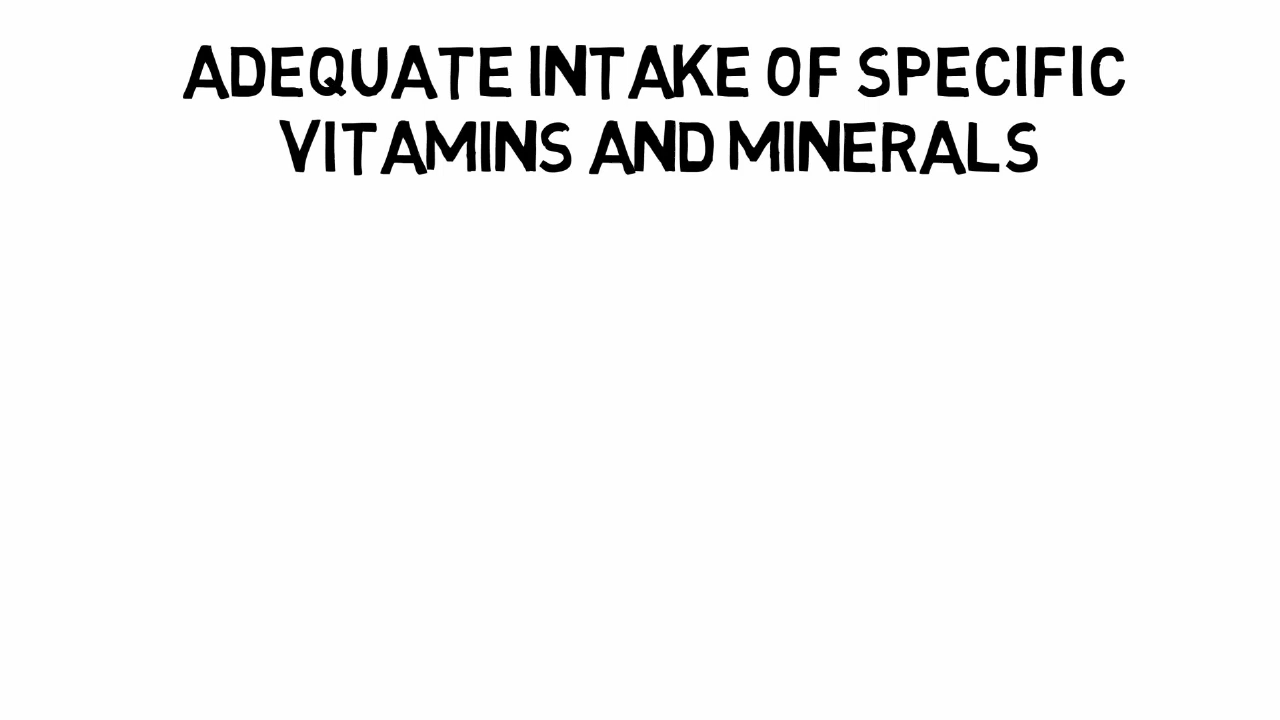 ADEQUATE INTAKE OF SPECIFIC
VITAMINS AND MINERALS